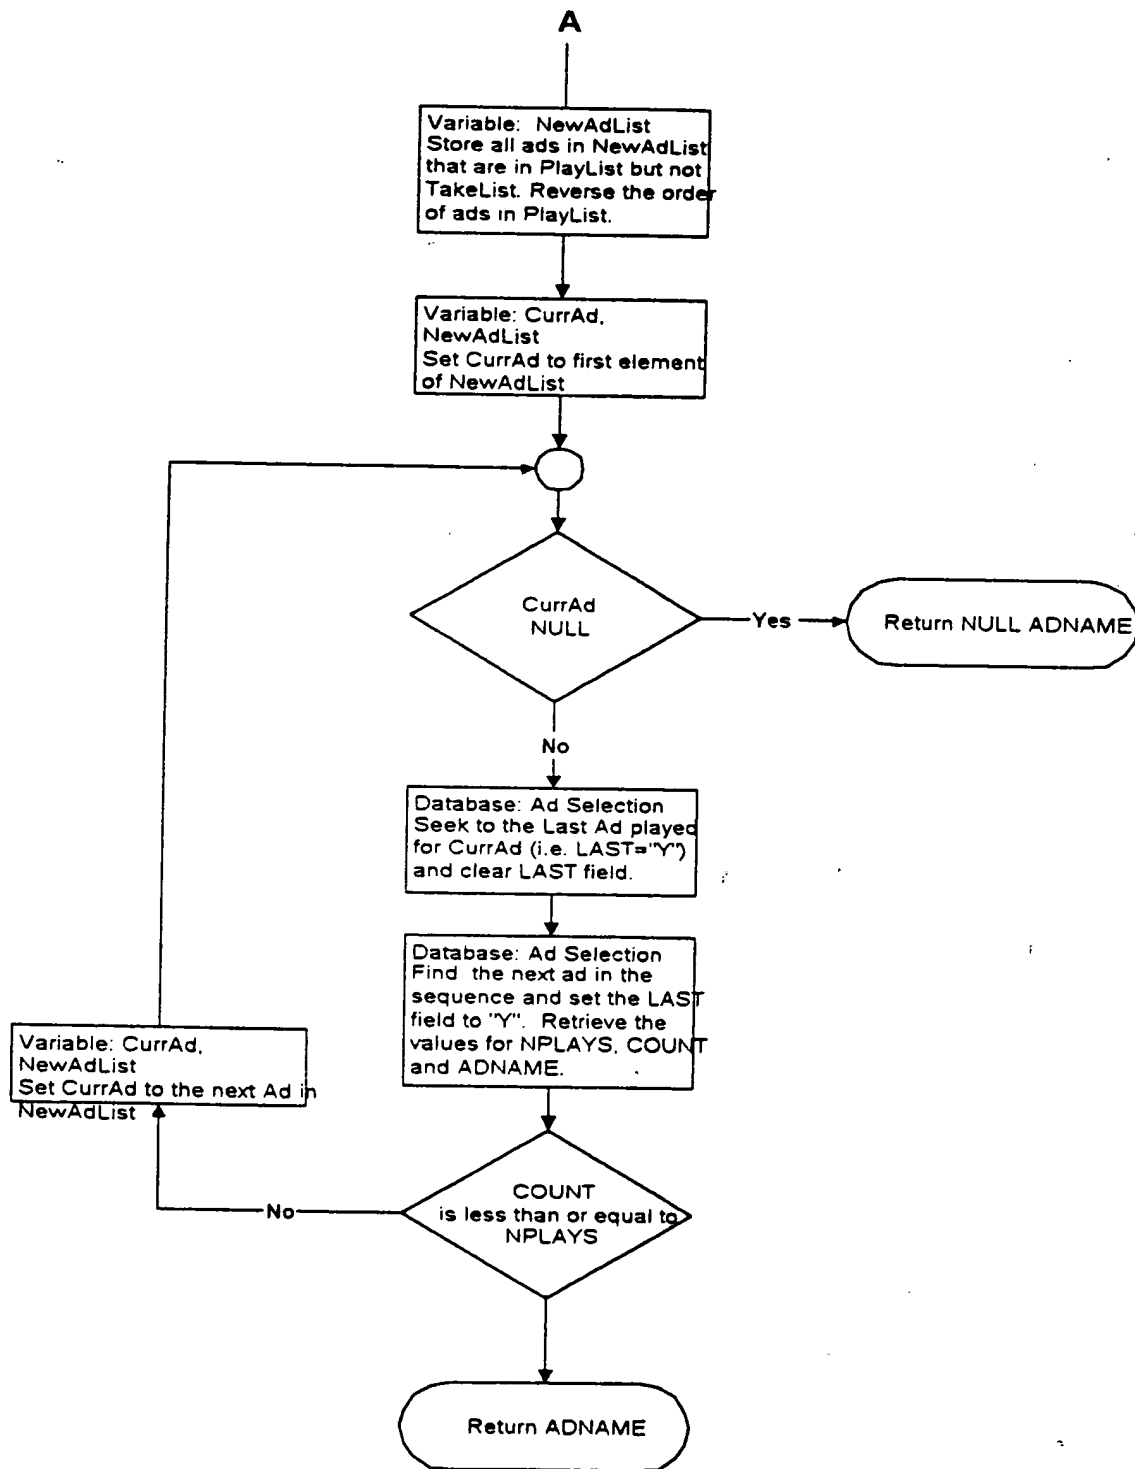 A
Variable: NewAdList
Store all ads in NewAdList
that are in PlayList but not
TakeList. Reverse the order
of ads in PlayList.
Variable: CurrAd,
NewAdList
Set CurrAd to first element
of NewAdList
CurrAd
NULL
Yes
Return NULL ADNAME
No
Database: Ad Selection
Seek to the Last Ad played
for CurrAd (i.e. LAST="Y")
and clear LAST field.
Database: Ad Selection
Find the next ad in the
sequence and set the LAST
field to "Y". Retrieve the
values for NPLAYS, COUNT
and ADNAME.
Variable: CurrAd,
NewAdList
Set CurrAd to the next Ad in
NewAdList
COUNT
is less than or equal to
NPLAYS
No
Return ADNAME